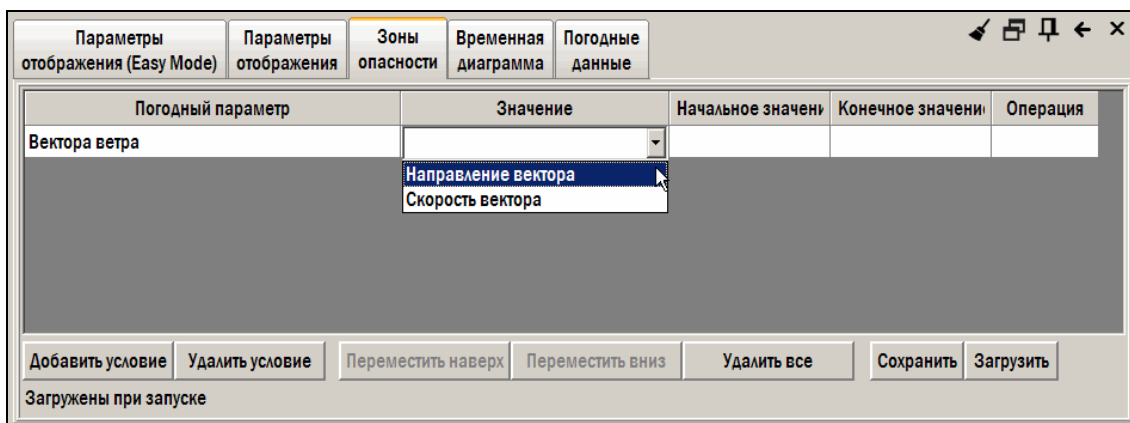 Параметры отображения (Easy Mode)
Параметры отображения
Зоны опасности
Временная диаграмма
Погодные данные
Погодный параметр Значение Начальное значени Конечное значени Операция
Вектора ветра
Направление вектора
Скорость вектора
Добавить условие Удалить условие Переместить наверх Переместить вниз Удалить все Сохранить Загрузить
Загружены при запуске